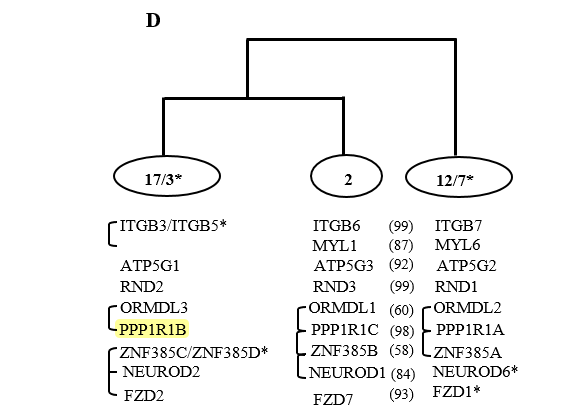 D
17/3* 2 12/7*
ITGB3/ITGB5* ITGB6 (99) ITGB7
MYL1 (87) MYL6
ATP5G1 ATP5G3 (92) ATP5G2
RND2 RND3 (99) RND1
ORMDL3 ORMDL1 (60) ORMDL2
PPP1R1B PPP1R1C (98) PPP1R1A
ZNF385C/ZNF385D* ZNF385B (58) ZNF385A
NEUROD2 NEUROD1 (84) NEUROD6*
FZD2 FZD7 (93) FZD1*